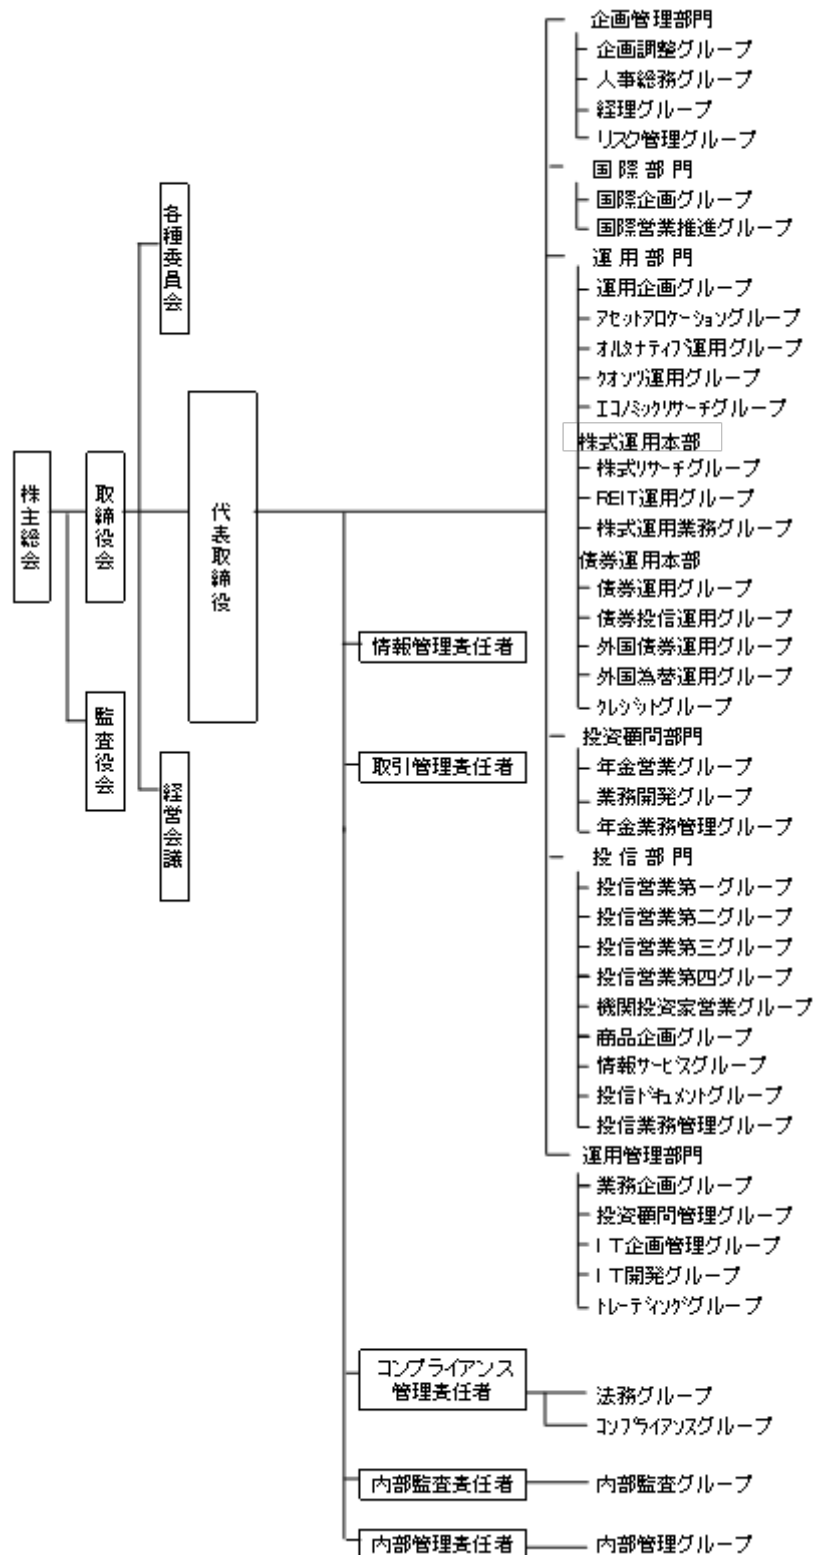 株主総会
取締役会
監査役会
各種委員会
経営会議
代表取締役
情報管理責任者
取引管理責任者
コンプライアンス
管理責任者
内部監査責任者
内部管理責任者
企画管理部門
企画調整グループ
人事総務グループ
経理グループ
リスク管理グループ
国際部門
国際企画グループ
国際営業推進グループ
運用部門
運用企画グループ
アセットアロケーショングループ
オルタナティブ運用グループ
クオンツ運用グループ
エコノミックリサーチグループ
株式運用本部
株式リサーチグループ
REIT運用グループ
株式運用業務グループ
債券運用本部
債券運用グループ
債券投信運用グループ
外国債券運用グループ
外国為替運用グループ
クレジットグループ
投資顧問部門
年金営業グループ
業務開発グループ
年金業務管理グループ
投信部門
投信営業第一グループ
投信営業第二グループ
投信営業第三グループ
投信営業第四グループ
機関投資家営業グループ
商品企画グループ
情報サービスグループ
投信ドキュメントグループ
投信業務管理グループ
運用管理部門
業務企画グループ
投資顧問管理グループ
IT企画管理グループ
IT開発グループ
トレーディンググループ
法務グループ
コンプライアンスグループ
内部監査グループ
内部管理グループ